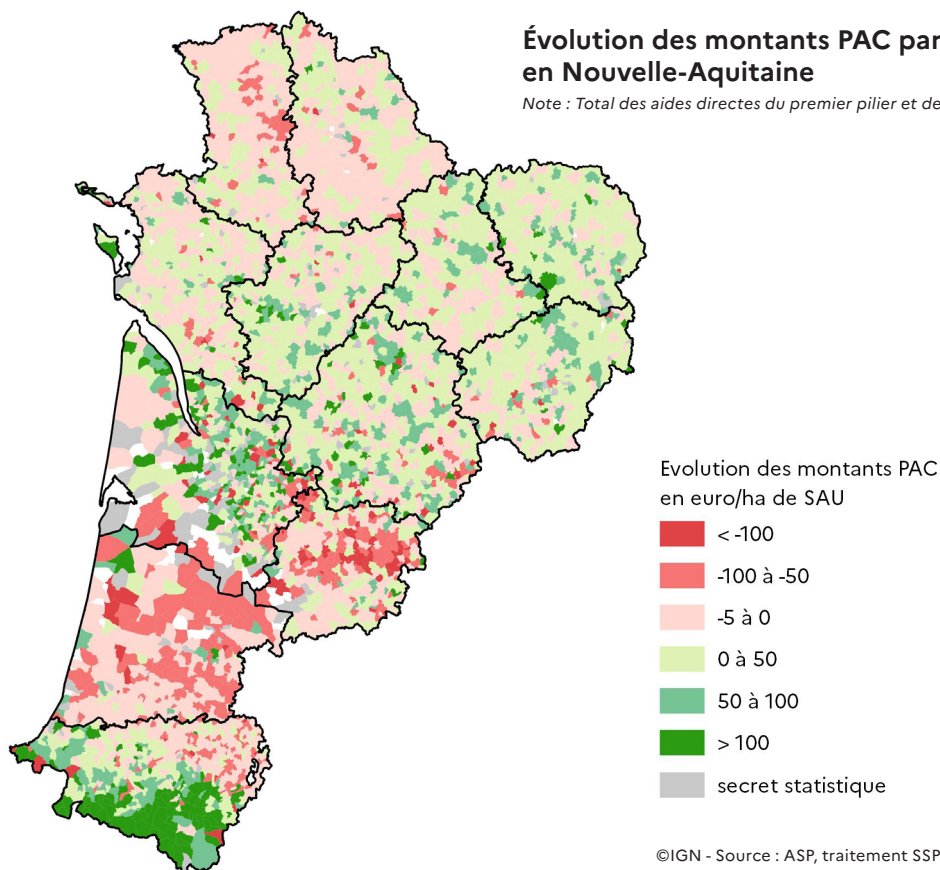 Évolution des montants PAC par
en Nouvelle-Aquitaine
Note : Total des aides directes du premier pilier et de
Evolution des montants PAC
en euro/ha de SAU
< -100
-100 à -50
-5 à 0
0 à 50
50 à 100
> 100
secret statistique
©IGN - Source : ASP, traitement SSP